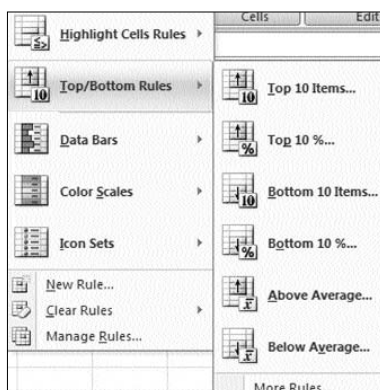 Cells Edit
Highlight Cells Rules
Top/Bottom Rules
Data Bars
Color Scales
Icon Sets
New Rule...
Clear Rules
Manage Rules...
Top 10 Items...
Top 10 %...
Bottom 10 Items...
Bottom 10 %...
Above Average...
Below Average...
More Rules